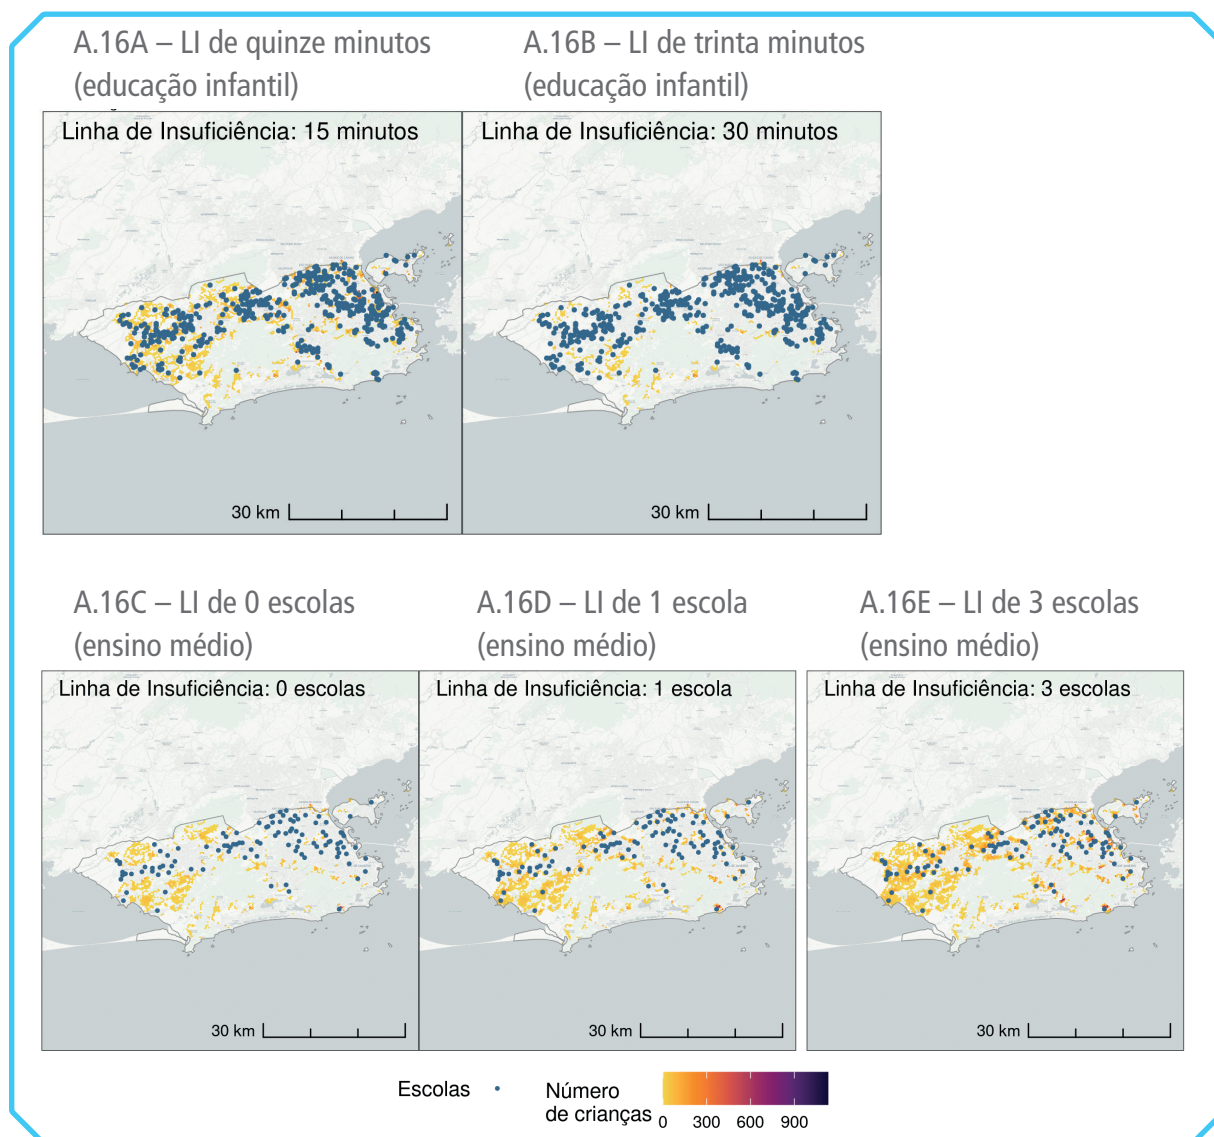 A.16A – LI de quinze minutos
(educação infantil)
A.16B – LI de trinta minutos
(educação infantil)
Linha de Insuficiência: 15 minutos
Linha de Insuficiência: 30 minutos
30 km
30 km
A.16C – LI de 0 escolas
(ensino médio)
A.16D – LI de 1 escola
(ensino médio)
A.16E – LI de 3 escolas
(ensino médio)
Linha de Insuficiência: 0 escolas
Linha de Insuficiência: 1 escola
Linha de Insuficiência: 3 escolas
30 km
30 km
30 km
Escolas
Número
de crianças
0 300 600 900